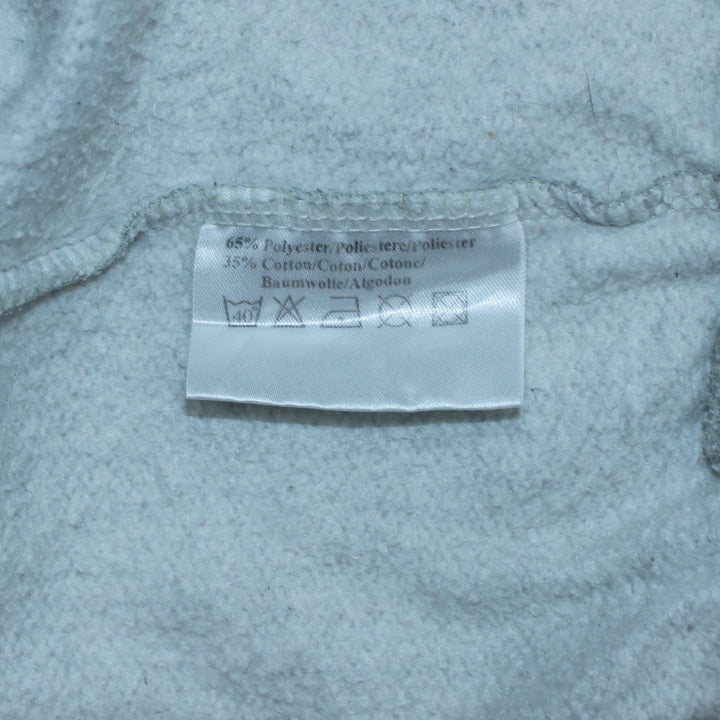 65% Polyester/Poliestere/Poliester
35% Cotton/Coton/Cotone/
Baumwolle/Algodon
40